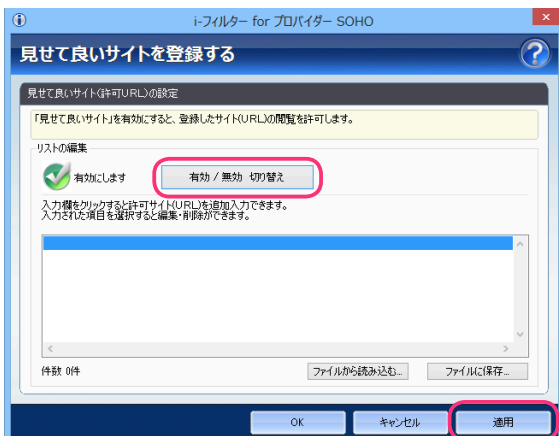 i-フィルター for プロバイダー SOHO
見せて良いサイトを登録する
見せて良いサイト(許可URL)の設定
「見せて良いサイト」を有効にすると、登録したサイト(URL)の閲覧を許可します。
リストの編集
有効にします
有効 / 無効 切り替え
入力欄をクリックすると許可サイト(URL)を追加入力できます。
入力された項目を選択すると編集・削除ができます。
件数 0件
ファイルから読み込む...
ファイルに保存...
OK
キャンセル
適用